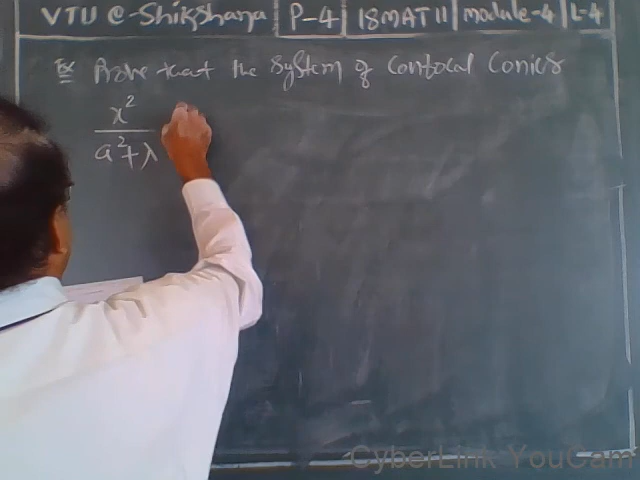 VTU e-Shikshana P-4 18MAT11 module-4 L-4
Ex Prove that the System of Confocal Conics
x²
a²+λ
CyberLink YouCam